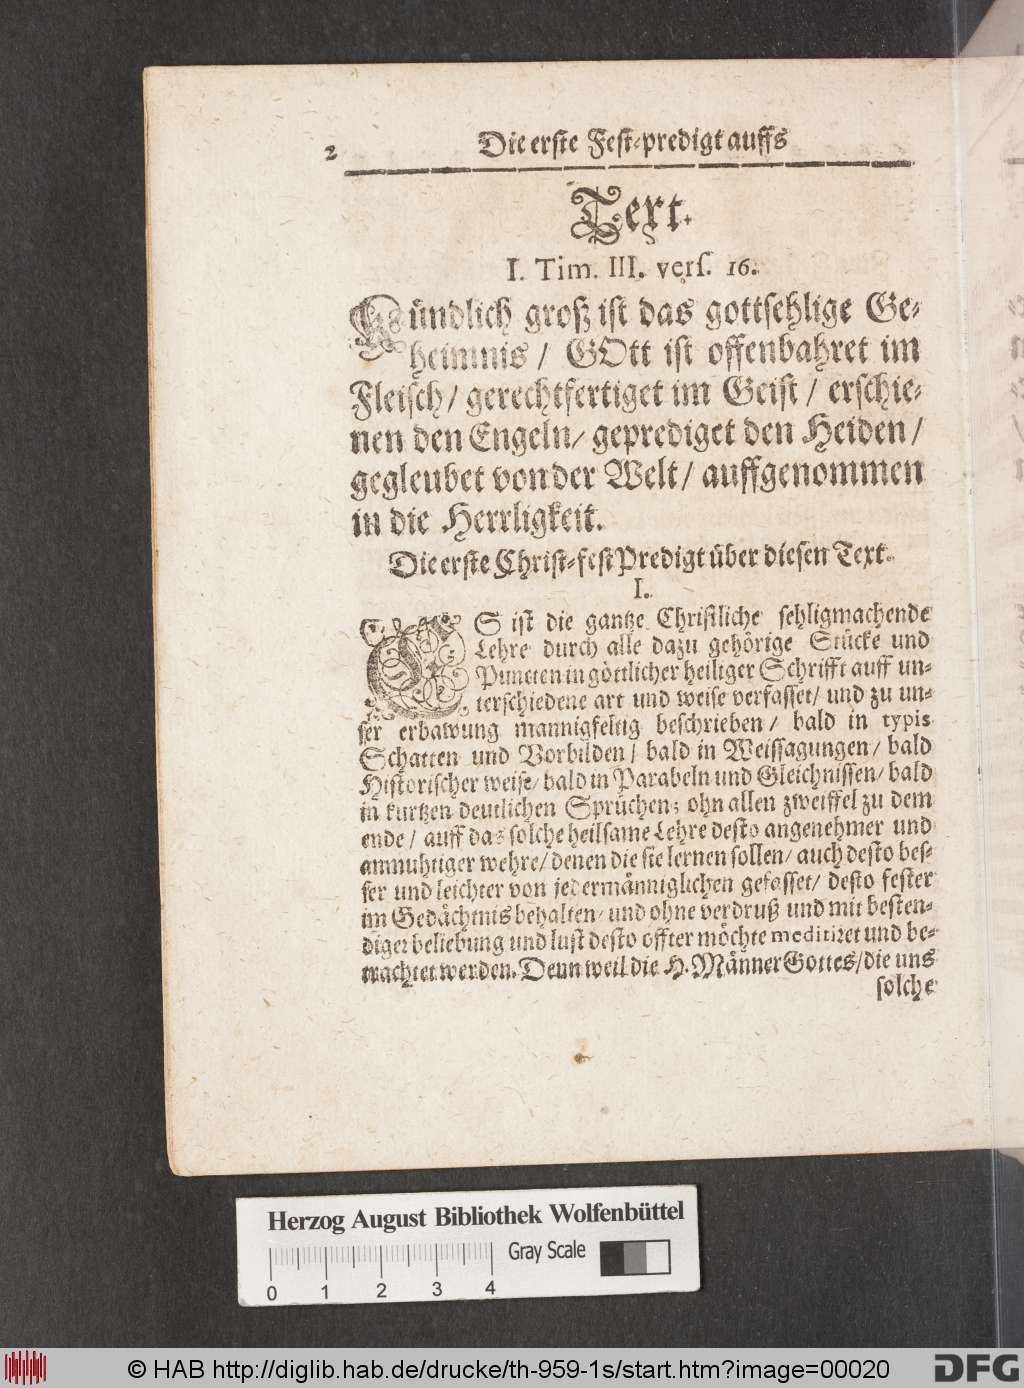 2
Die erste Fest-predigt auffs
Text.
I. Tim. III. vers. 16.
Kündlich groß ist das gottsehlige Ge-
heimnis / GOtt ist offenbahret im
Fleisch / gerechtfertiget im Geist / erschie-
nen den Engeln / geprediget den Heiden /
gegleubet von der Welt / auffgenommen
in die Herrligkeit.
Die erste Christ-fest Predigt über diesen Text.
I.
ES ist die gantze Christliche sehligmachende
Lehre durch alle dazu gehörige Stücke und
Puncten in göttlicher heiliger Schrifft auff un-
terschiedene art und weise verfasset / und zu un-
ser erbawung mannigfeltig beschrieben / bald in typis
Schatten und Vorbilden / bald in Weissagungen / bald
Historischer weise / bald in Parabeln und Gleichnissen / bald
in kurtzen deutlichen Sprüchen; ohn allen zweiffel zu dem
ende / auff das solche heilsame Lehre desto angenehmer und
anmuhtiger wehre / denen die sie lernen sollen / auch desto bes-
ser und leichter von jedermänniglichen gefasset / desto fester
im Gedächtnis behalten / und ohne verdruß und mit besten-
diger beliebung und lust desto offter möchte meditiret und be-
trachtet werden. Denn weil die H. Männer Gottes / die uns
solche
Herzog August Bibliothek Wolfenbüttel
Gray Scale
0 1 2 3 4
© HAB http://diglib.hab.de/drucke/th-959-1s/start.htm?image=00020
DFG